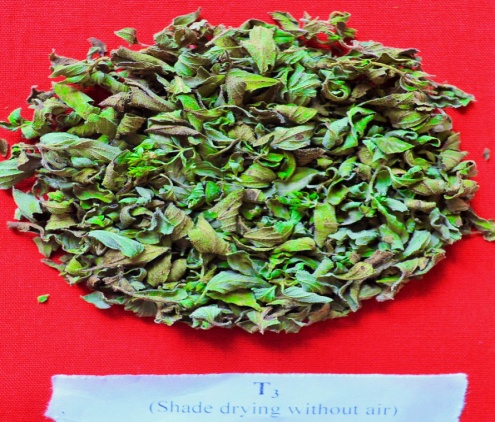 T₃
(Shade drying without air)